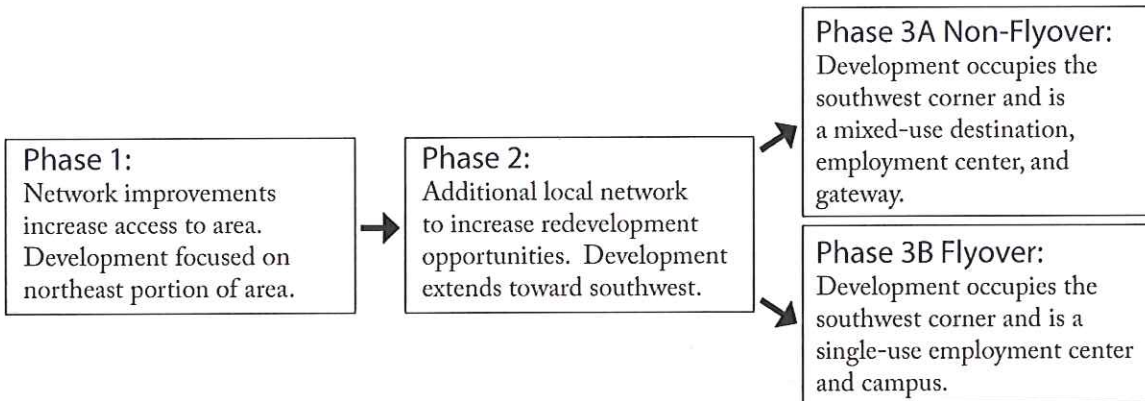 Phase 1:
Network improvements
increase access to area.
Development focused on
northeast portion of area.
Phase 2:
Additional local network
to increase redevelopment
opportunities. Development
extends toward southwest.
Phase 3A Non-Flyover:
Development occupies the
southwest corner and is
a mixed-use destination,
employment center, and
gateway.
Phase 3B Flyover:
Development occupies the
southwest corner and is a
single-use employment center
and campus.